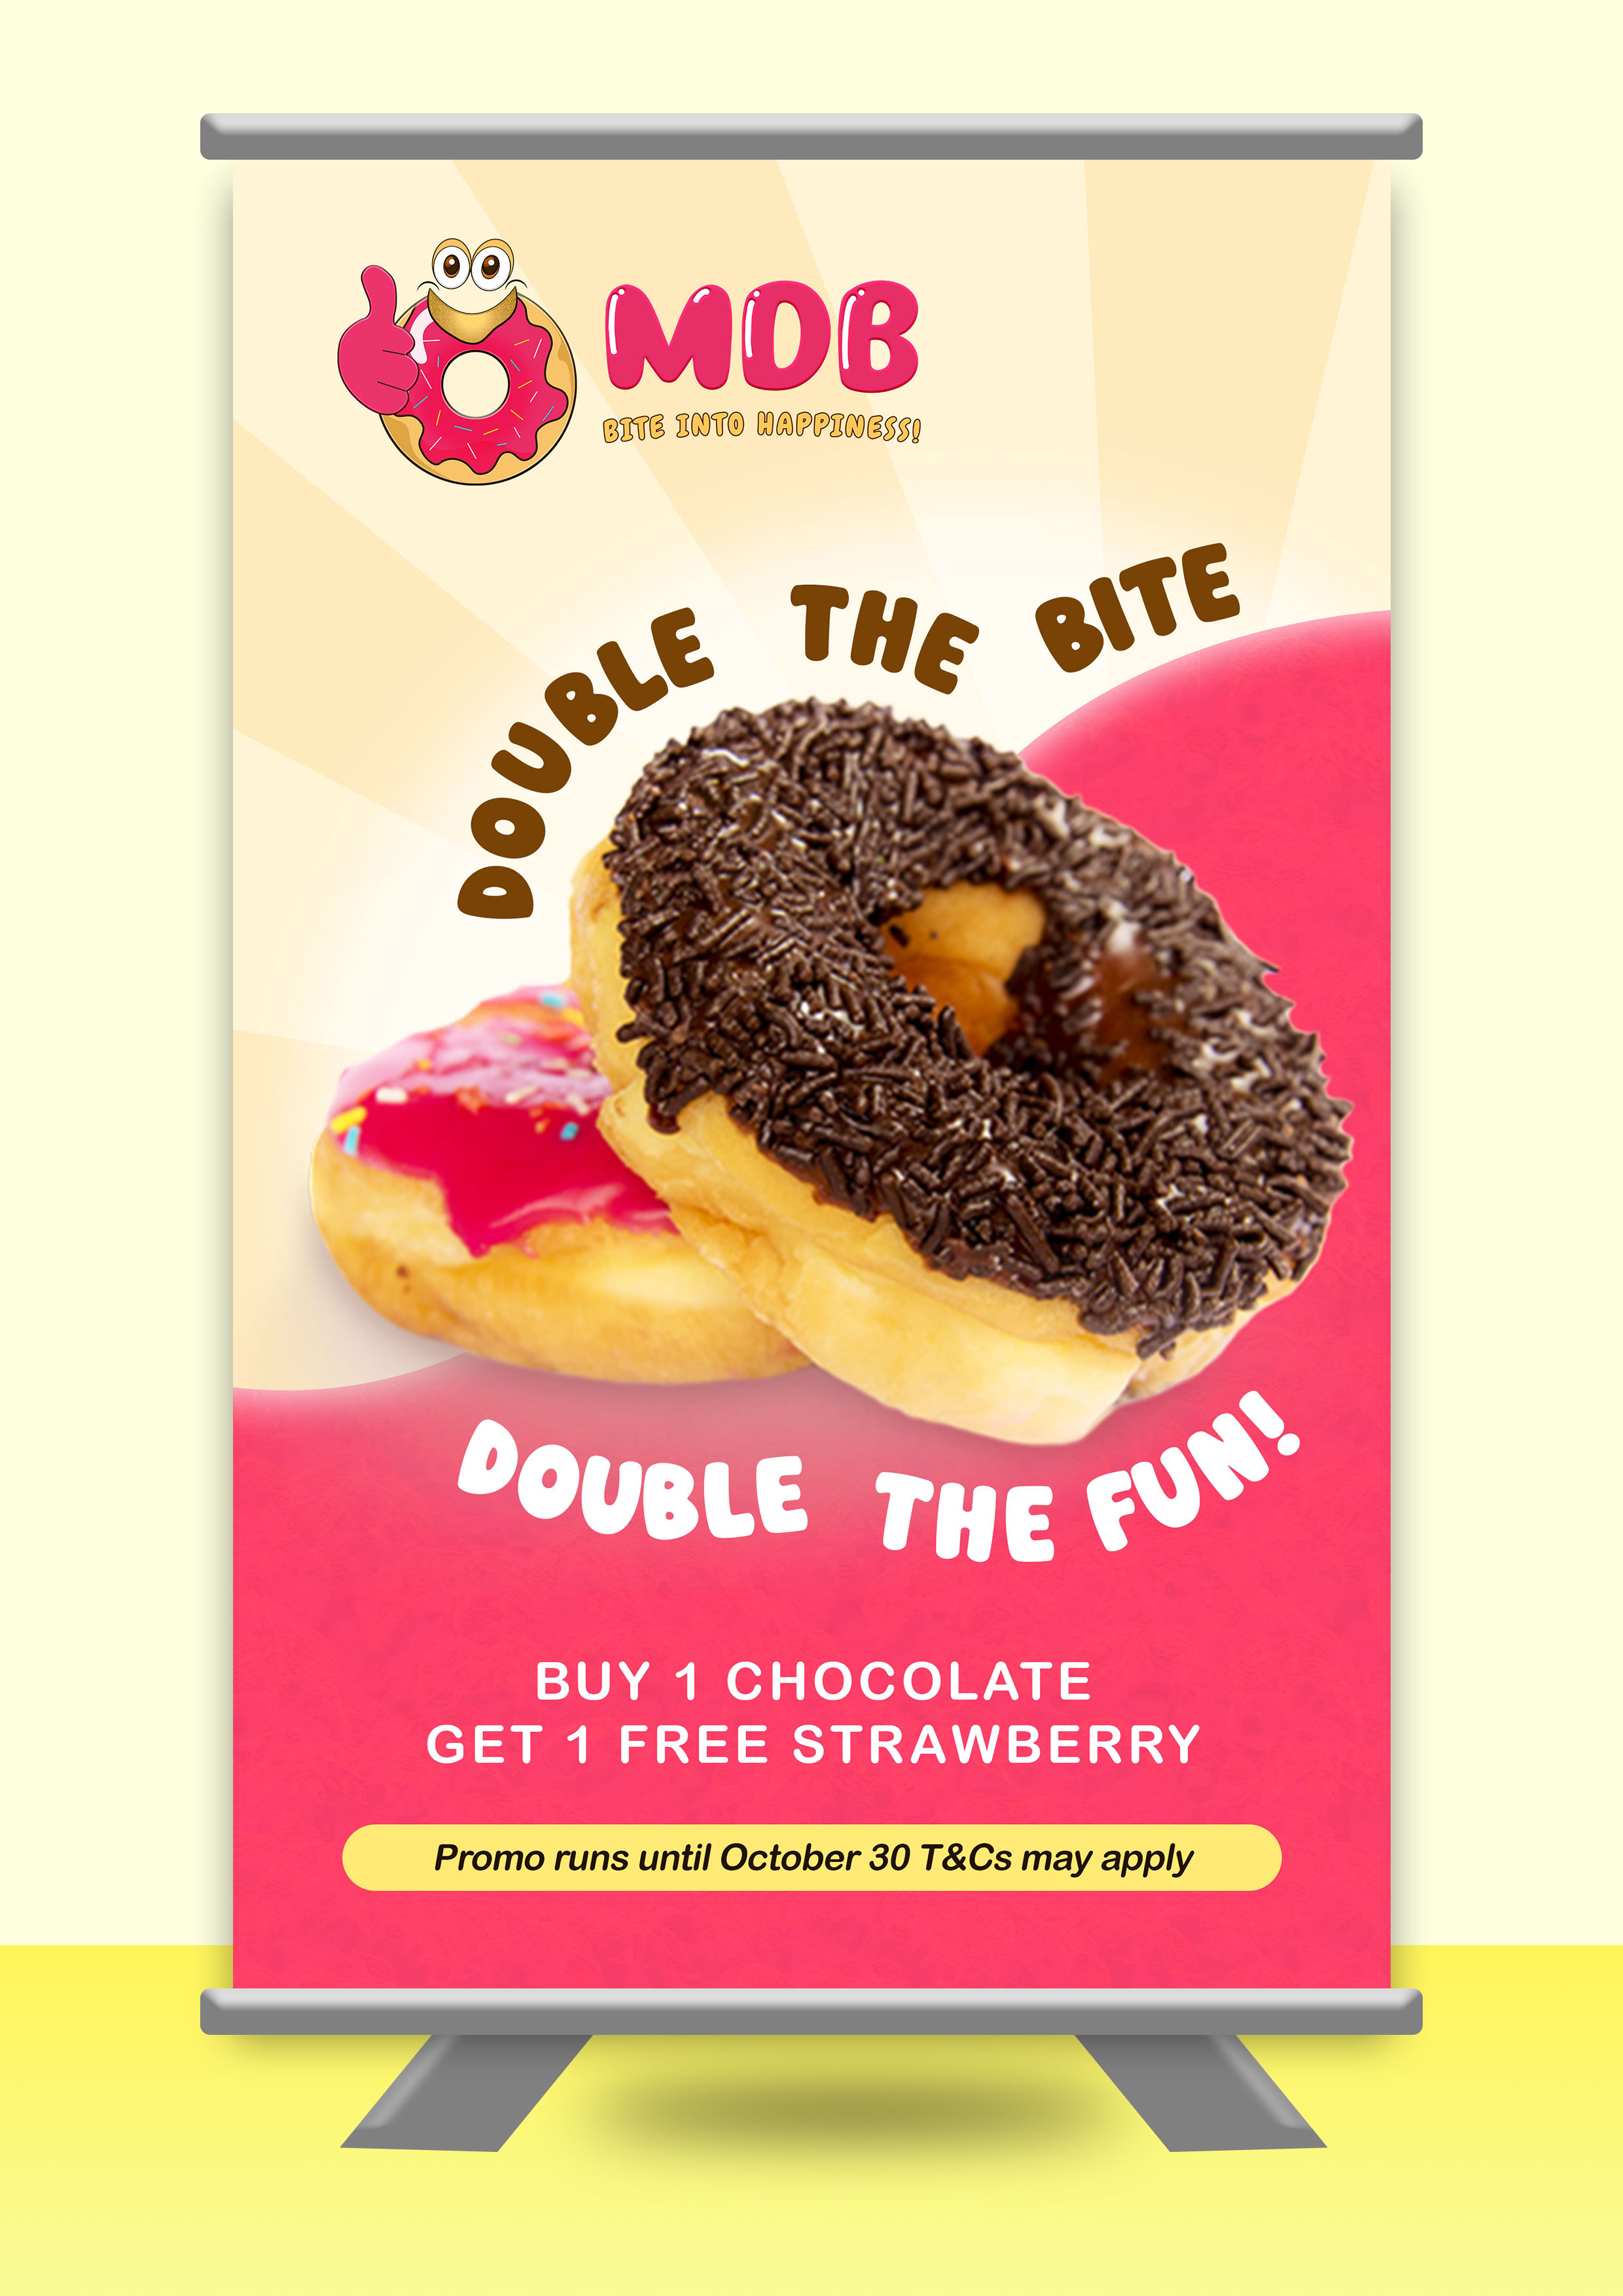 MDB
BITE INTO HAPPINESS!
DOUBLE THE BITE
DOUBLE THE FUN!
BUY 1 CHOCOLATE
GET 1 FREE STRAWBERRY
Promo runs until October 30 T&Cs may apply